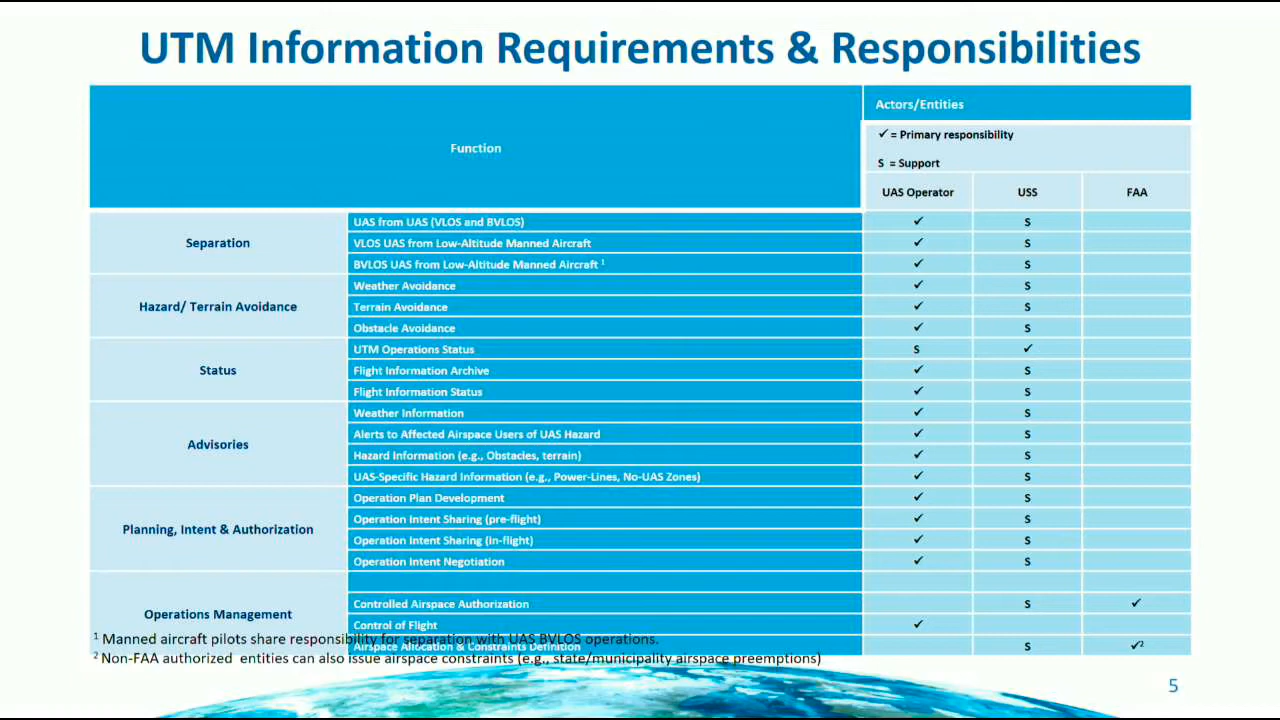 UTM Information Requirements & Responsibilities
Function
Actors/Entities
✓ = Primary responsibility
S = Support
UAS Operator USS FAA
Separation
UAS from UAS (VLOS and BVLOS) ✓ S
VLOS UAS from Low-Altitude Manned Aircraft ✓ S
BVLOS UAS from Low-Altitude Manned Aircraft ¹ ✓ S
Hazard/ Terrain Avoidance
Weather Avoidance ✓ S
Terrain Avoidance ✓ S
Obstacle Avoidance ✓ S
Status
UTM Operations Status S ✓
Flight Information Archive ✓ S
Flight Information Status ✓ S
Advisories
Weather Information ✓ S
Alerts to Affected Airspace Users of UAS Hazard ✓ S
Hazard Information (e.g., Obstacles, terrain) ✓ S
UAS-Specific Hazard Information (e.g., Power-Lines, No-UAS Zones) ✓ S
Planning, Intent & Authorization
Operation Plan Development ✓ S
Operation Intent Sharing (pre-flight) ✓ S
Operation Intent Sharing (in-flight) ✓ S
Operation Intent Negotiation ✓ S
Operations Management
Controlled Airspace Authorization S ✓
Control of Flight ✓
Airspace Allocation & Constraints Definition S ✓²
¹ Manned aircraft pilots share responsibility for separation with UAS BVLOS operations.
² Non-FAA authorized entities can also issue airspace constraints (e.g., state/municipality airspace preemptions)
5